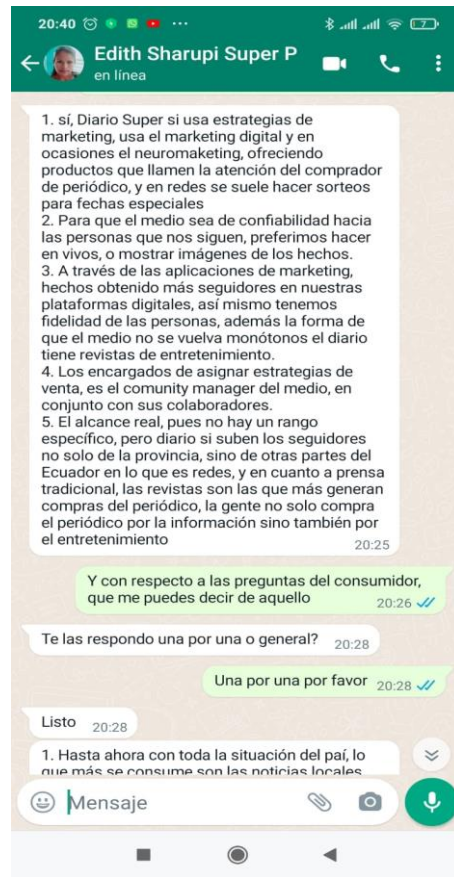 20:40
7
Edith Sharupi Super P
en línea
1. sí, Diario Super si usa estrategias de
marketing, usa el marketing digital y en
ocasiones el neuromaketing, ofreciendo
productos que llamen la atención del comprador
de periódico, y en redes se suele hacer sorteos
para fechas especiales
2. Para que el medio sea de confiabilidad hacia
las personas que nos siguen, preferimos hacer
en vivos, o mostrar imágenes de los hechos.
3. A través de las aplicaciones de marketing,
hechos obtenido más seguidores en nuestras
plataformas digitales, así mismo tenemos
fidelidad de las personas, además la forma de
que el medio no se vuelva monótonos el diario
tiene revistas de entretenimiento.
4. Los encargados de asignar estrategias de
venta, es el comunity manager del medio, en
conjunto con sus colaboradores.
5. El alcance real, pues no hay un rango
específico, pero diario si suben los seguidores
no solo de la provincia, sino de otras partes del
Ecuador en lo que es redes, y en cuanto a prensa
tradicional, las revistas son las que más generan
compras del periódico, la gente no solo compra
el periódico por la información sino también por
el entretenimiento
20:25
Y con respecto a las preguntas del consumidor,
que me puedes decir de aquello
20:26
Te las respondo una por una o general? 20:28
Una por una por favor 20:28
Listo 20:28
1. Hasta ahora con toda la situación del paí, lo
que más se consume son las noticias locales
Mensaje